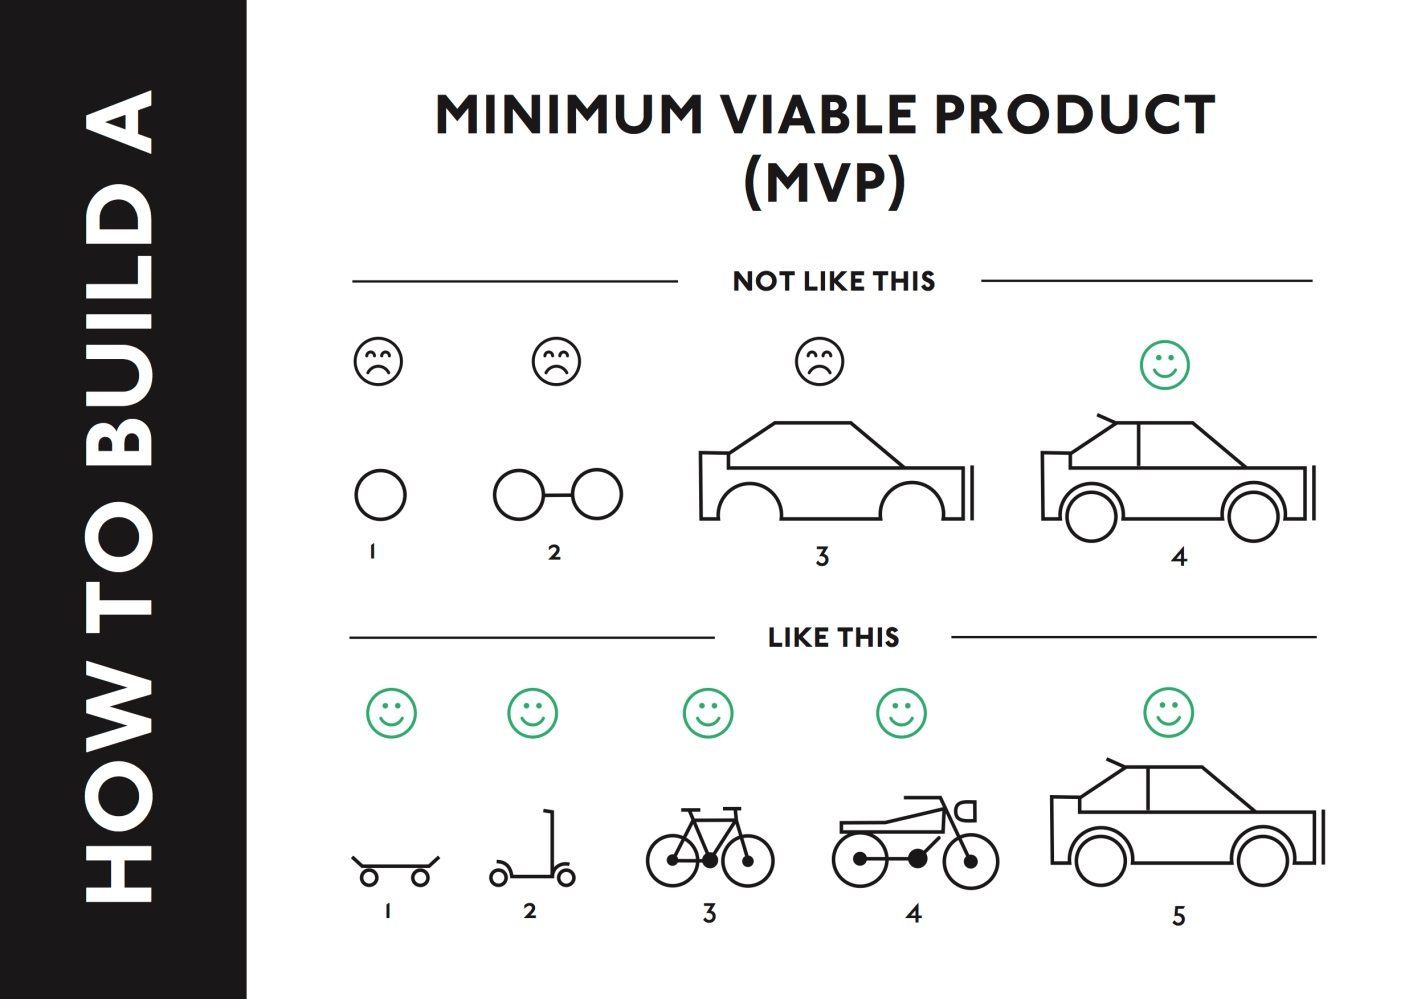 HOW TO BUILD A
MINIMUM VIABLE PRODUCT
(MVP)
NOT LIKE THIS
1 2 3 4
LIKE THIS
1 2 3 4 5